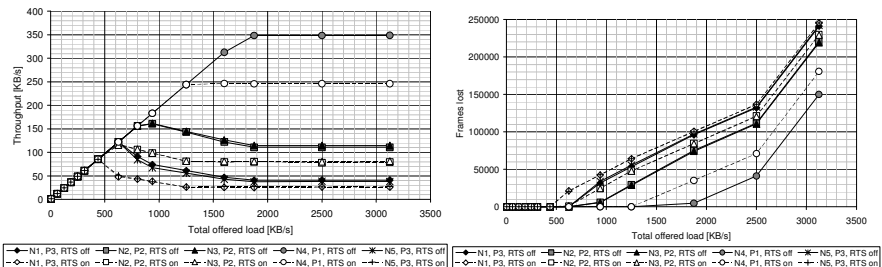 400
350
300
250
200
150
100
50
0
Throughput [KB/s]
0 500 1000 1500 2000 2500 3000 3500
Total offered load [KB/s]
N1, P3, RTS off N2, P2, RTS off N3, P2, RTS off N4, P1, RTS off N5, P3, RTS off
N1, P3, RTS on N2, P2, RTS on N3, P2, RTS on N4, P1, RTS on N5, P3, RTS on
250000
200000
150000
100000
50000
0
Frames lost
0 500 1000 1500 2000 2500 3000 3500
Total offered load [KB/s]
N1, P3, RTS off N2, P2, RTS off N3, P2, RTS off N4, P1, RTS off N5, P3, RTS off
N1, P3, RTS on N2, P2, RTS on N3, P2, RTS on N4, P1, RTS on N5, P3, RTS on